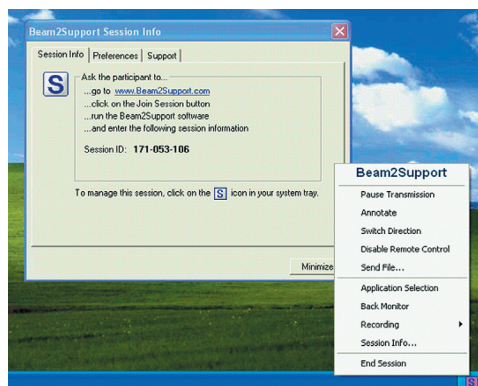 Beam2Support Session Info
Session Info Preferences Support
S
Ask the participant to...
...go to www.Beam2Support.com
...click on the Join Session button
...run the Beam2Support software
...and enter the following session information
Session ID: 171-053-106
To manage this session, click on the S icon in your system tray.
Minimize
Beam2Support
Pause Transmission
Annotate
Switch Direction
Disable Remote Control
Send File...
Application Selection
Back Monitor
Recording
Session Info...
End Session
S